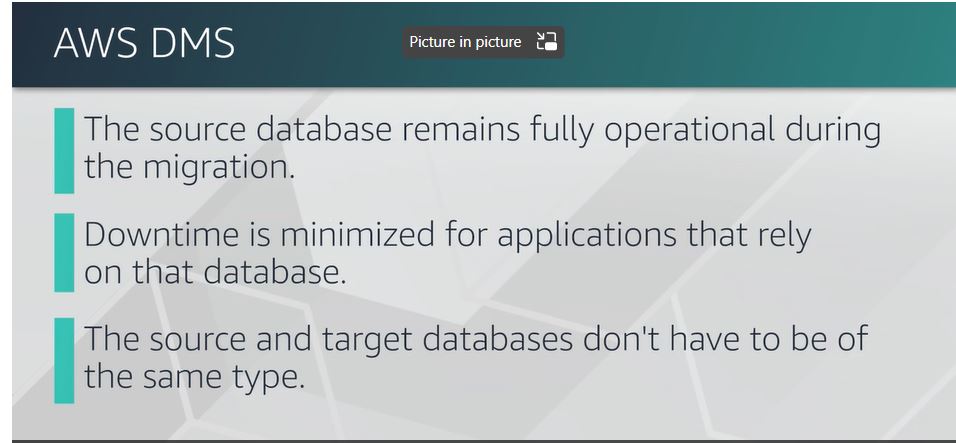 AWS DMS
Picture in picture
The source database remains fully operational during
the migration.
Downtime is minimized for applications that rely
on that database.
The source and target databases don't have to be of
the same type.